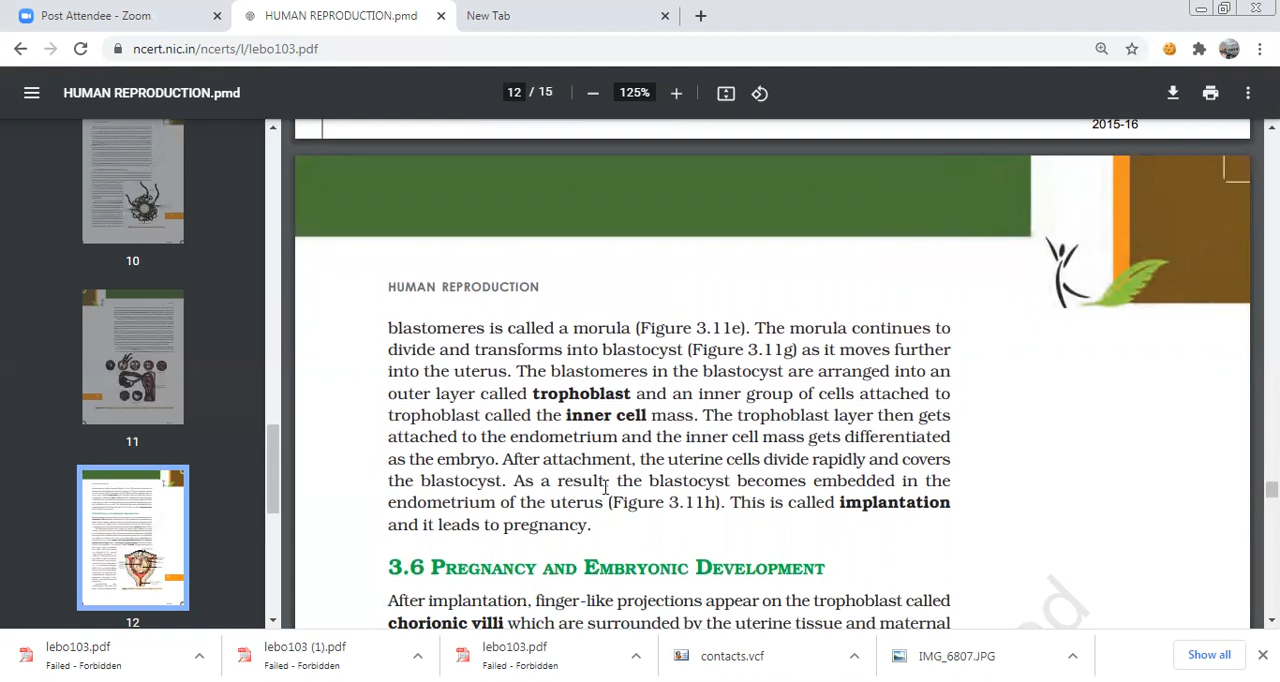 Post Attendee - Zoom
HUMAN REPRODUCTION.pmd
New Tab
ncert.nic.in/ncerts/l/lebo103.pdf
HUMAN REPRODUCTION.pmd
12 / 15
125%
2015-16
10
11
12
HUMAN REPRODUCTION
blastomeres is called a morula (Figure 3.11e). The morula continues to
divide and transforms into blastocyst (Figure 3.11g) as it moves further
into the uterus. The blastomeres in the blastocyst are arranged into an
outer layer called trophoblast and an inner group of cells attached to
trophoblast called the inner cell mass. The trophoblast layer then gets
attached to the endometrium and the inner cell mass gets differentiated
as the embryo. After attachment, the uterine cells divide rapidly and covers
the blastocyst. As a result, the blastocyst becomes embedded in the
endometrium of the uterus (Figure 3.11h). This is called implantation
and it leads to pregnancy.
3.6 PREGNANCY AND EMBRYONIC DEVELOPMENT
After implantation, finger-like projections appear on the trophoblast called
chorionic villi which are surrounded by the uterine tissue and maternal
lebo103.pdf
Failed - Forbidden
lebo103 (1).pdf
Failed - Forbidden
lebo103.pdf
Failed - Forbidden
contacts.vcf
IMG_6807.JPG
Show all